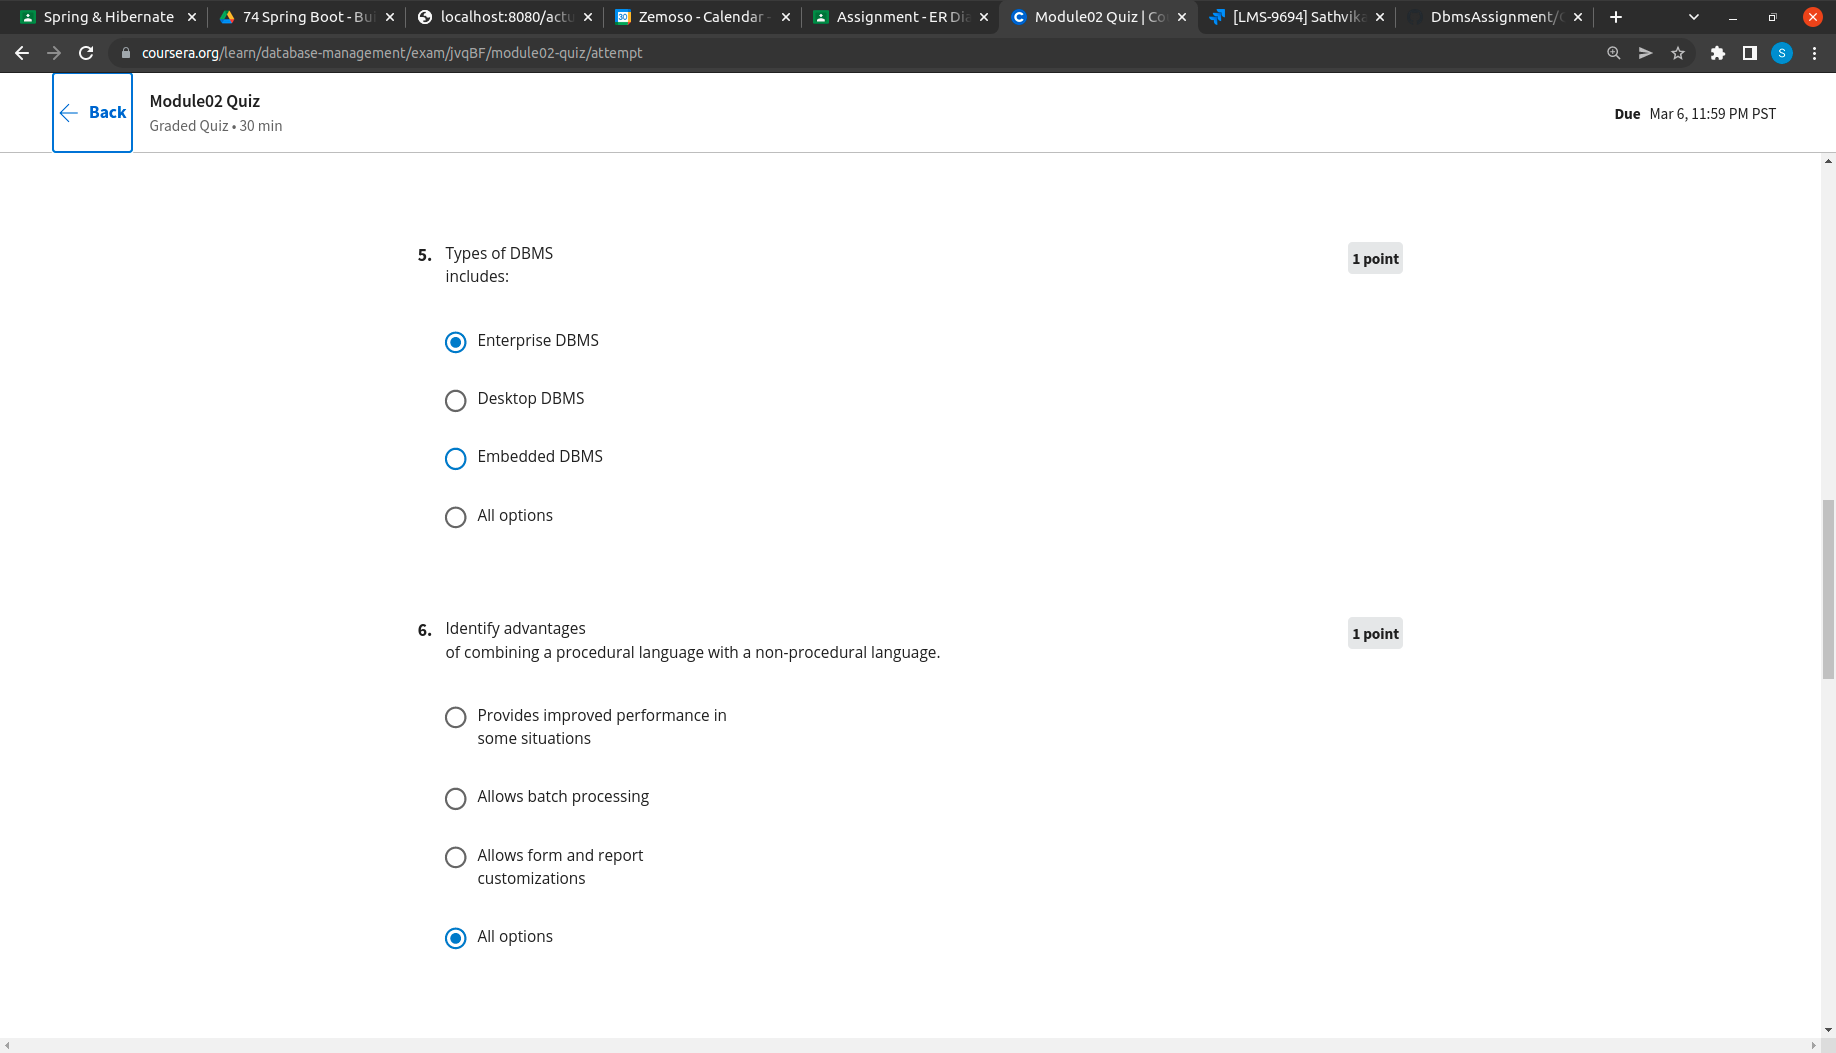 Spring & Hibernate
74 Spring Boot - Bui
localhost:8080/actu
Zemoso - Calendar -
Assignment - ER Dia
Module02 Quiz | Co
[LMS-9694] Sathvika
DbmsAssignment/
coursera.org/learn/database-management/exam/jvqBF/module02-quiz/attempt
S
Back
Module02 Quiz
Graded Quiz • 30 min
Due Mar 6, 11:59 PM PST
5. Types of DBMS
includes:
1 point
Enterprise DBMS
Desktop DBMS
Embedded DBMS
All options
6. Identify advantages
of combining a procedural language with a non-procedural language.
1 point
Provides improved performance in
some situations
Allows batch processing
Allows form and report
customizations
All options